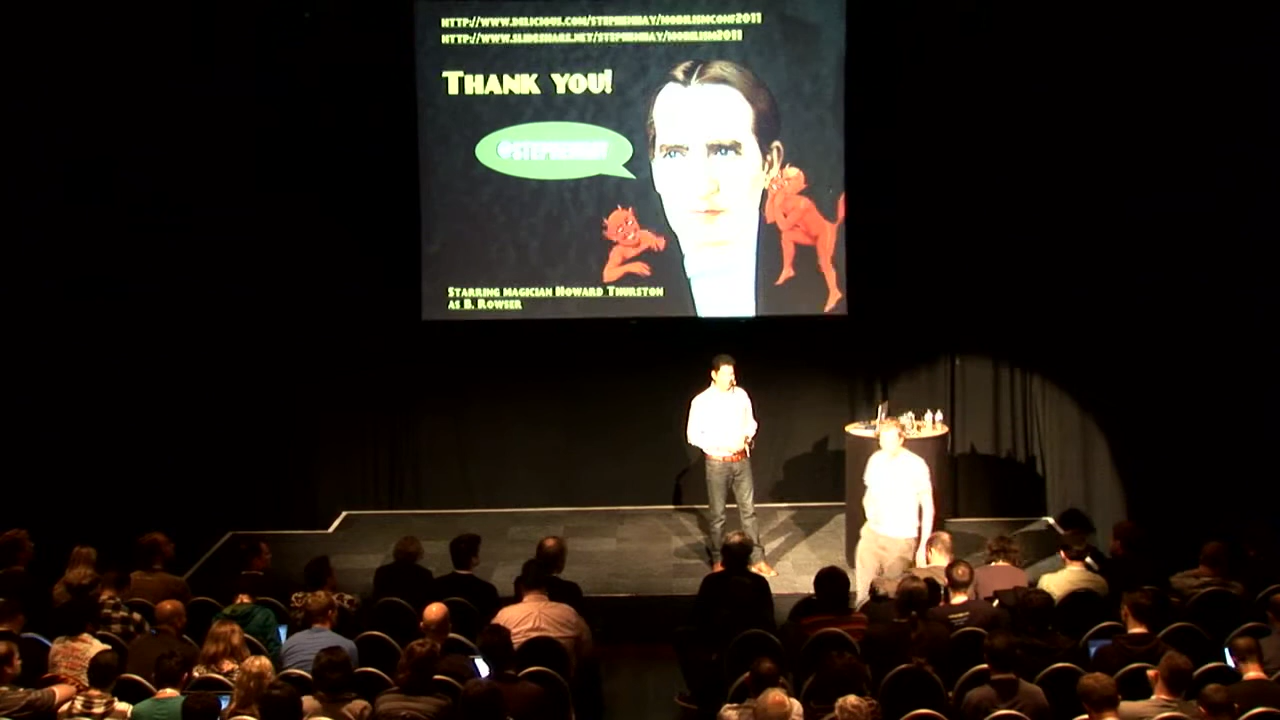 HTTP://WWW.DELICIOUS.COM/STEPHENHAY/MOBILISMCONF2011
HTTP://WWW.SLIDESHARE.NET/STEPHENHAY/MOBILISM2011
THANK YOU!
@STEPHENHAY
STARRING MAGICIAN HOWARD THURSTON
AS B. ROWSER